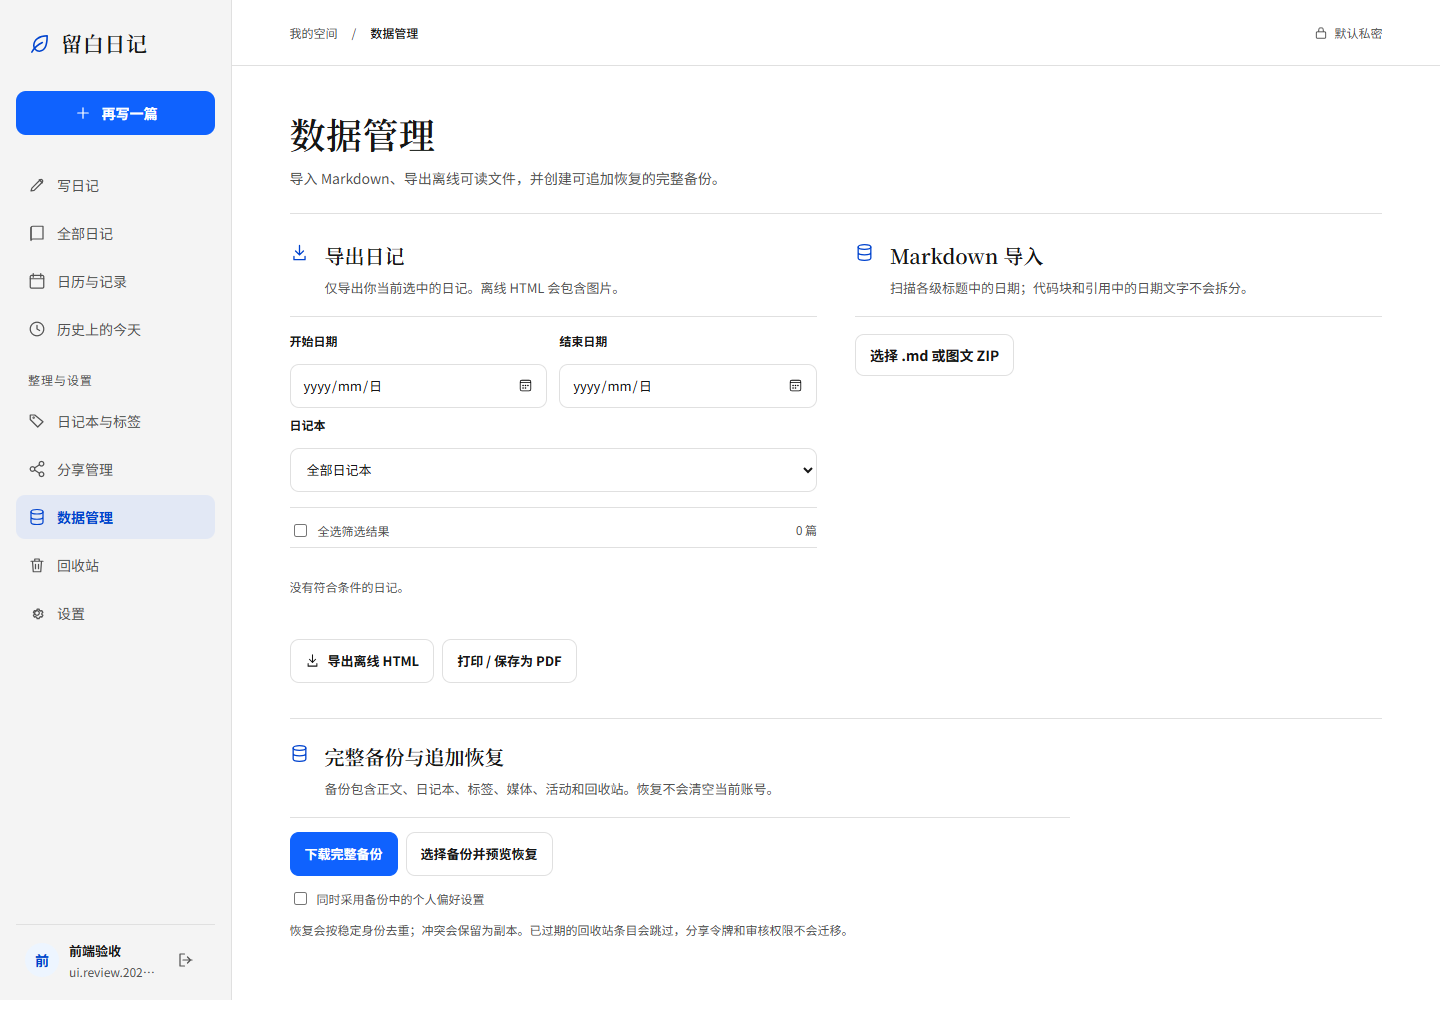 留白日记
再写一篇
写日记
全部日记
日历与记录
历史上的今天
整理与设置
日记本与标签
分享管理
数据管理
回收站
设置
前
前端验收
ui.review.202···
我的空间 / 数据管理
默认私密
数据管理
导入 Markdown、导出离线可读文件，并创建可追加恢复的完整备份。
导出日记
仅导出你当前选中的日记。离线 HTML 会包含图片。
开始日期
结束日期
yyyy/mm/日
yyyy/mm/日
日记本
全部日记本
全选筛选结果
0 篇
没有符合条件的日记。
导出离线 HTML
打印 / 保存为 PDF
Markdown 导入
扫描各级标题中的日期；代码块和引用中的日期文字不会拆分。
选择 .md 或图文 ZIP
完整备份与追加恢复
备份包含正文、日记本、标签、媒体、活动和回收站。恢复不会清空当前账号。
下载完整备份
选择备份并预览恢复
同时采用备份中的个人偏好设置
恢复会按稳定身份去重；冲突会保留为副本。已过期的回收站条目会跳过，分享令牌和审核权限不会迁移。